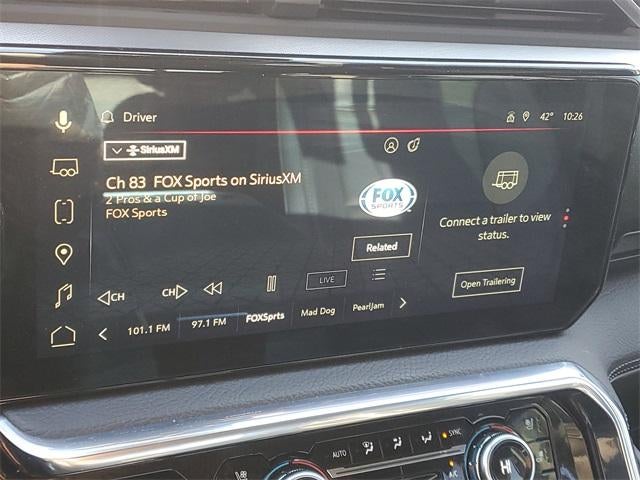 Driver
42° 10:26
SiriusXM
Ch 83 FOX Sports on SiriusXM
2 Pros & a Cup of Joe
FOX Sports
FOX
SPORTS
Related
Connect a trailer to view
status.
Open Trailering
CH CH LIVE
101.1 FM 97.1 FM FOXSprts Mad Dog PearlJam
AUTO SYNC
A/C
H